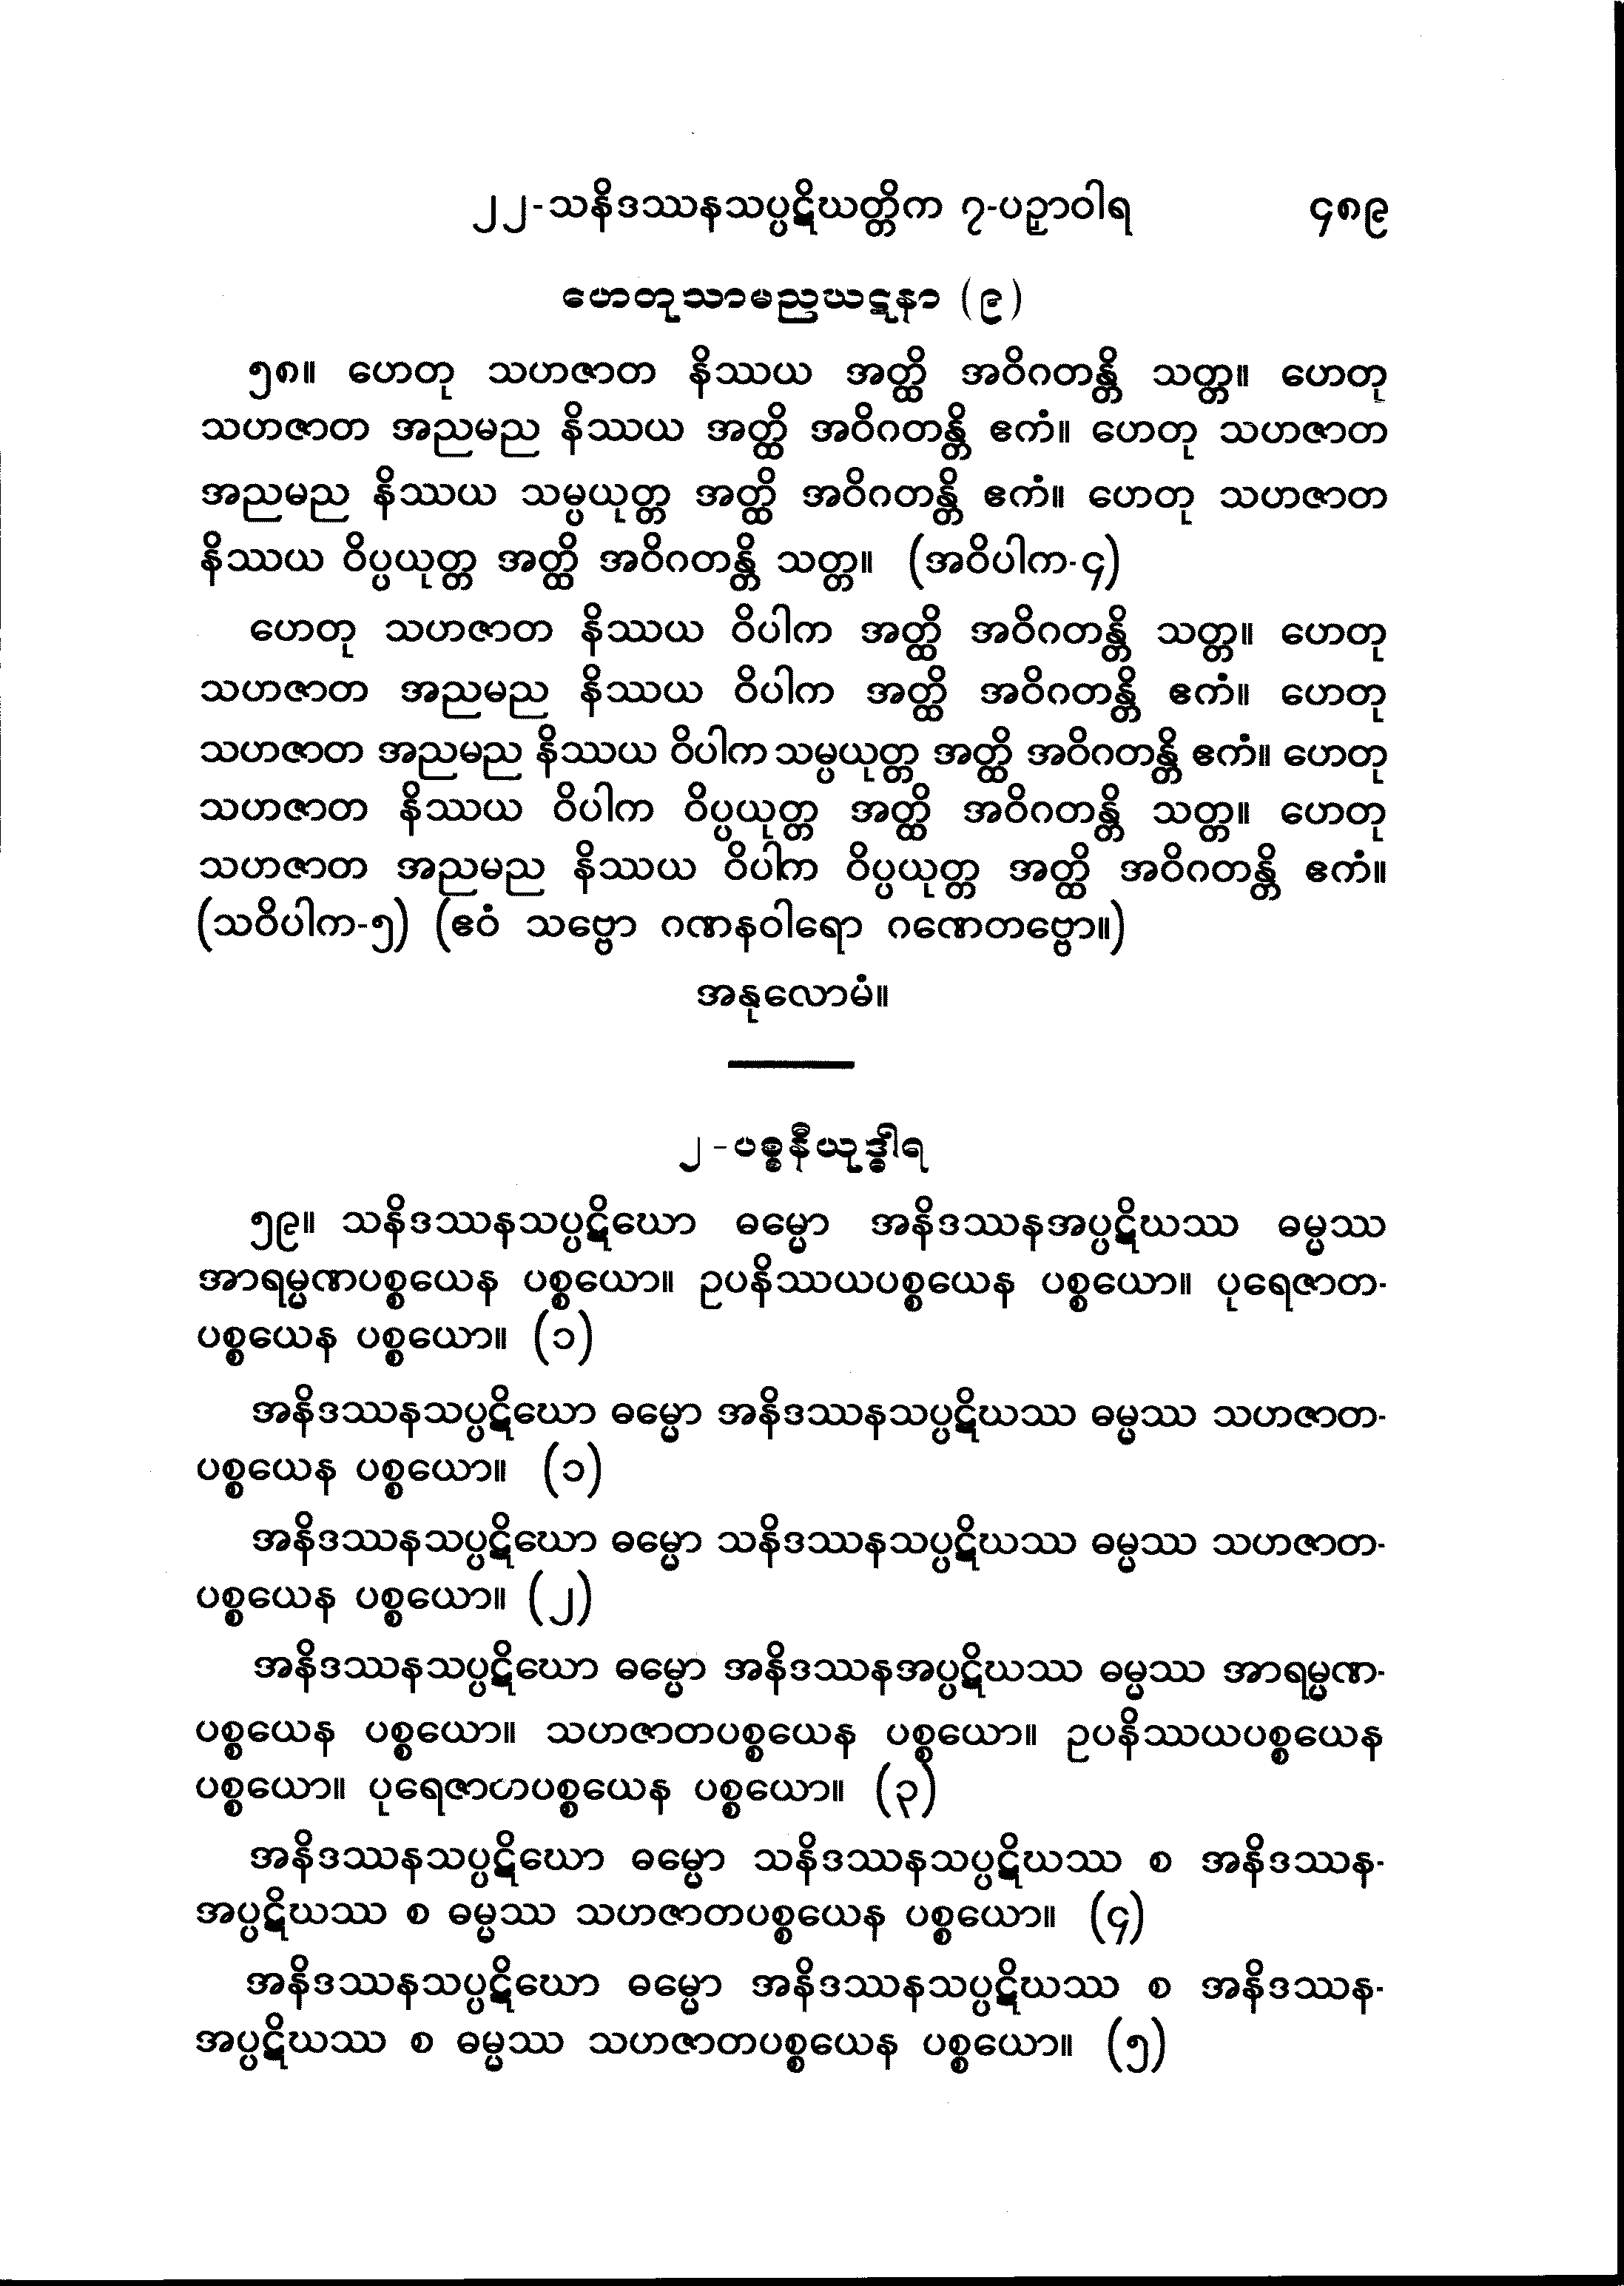 ၂၂-သနိဒဿနသပ္ပဋိဃတ္တိက ၇-ပဉှာဝါရ ၄၈၉
ဟေတုသာမညဃဋနာ (၉)
၅၈။ ဟေတု သဟဇာတ နိဿယ အတ္ထိ အဝိဂတန္တိ သတ္တ။ ဟေတု
သဟဇာတ အညမည နိဿယ အတ္ထိ အဝိဂတန္တိ ဧကံ။ ဟေတု သဟဇာတ
အညမည နိဿယ သမ္ပယုတ္တ အတ္ထိ အဝိဂတန္တိ ဧကံ။ ဟေတု သဟဇာတ
နိဿယ ဝိပ္ပယုတ္တ အတ္ထိ အဝိဂတန္တိ သတ္တ။ (အဝိပါက-၄)
ဟေတု သဟဇာတ နိဿယ ဝိပါက အတ္ထိ အဝိဂတန္တိ သတ္တ။ ဟေတု
သဟဇာတ အညမည နိဿယ ဝိပါက အတ္ထိ အဝိဂတန္တိ ဧကံ။ ဟေတု
သဟဇာတ အညမည နိဿယ ဝိပါက သမ္ပယုတ္တ အတ္ထိ အဝိဂတန္တိ ဧကံ။ ဟေတု
သဟဇာတ နိဿယ ဝိပါက ဝိပ္ပယုတ္တ အတ္ထိ အဝိဂတန္တိ သတ္တ။ ဟေတု
သဟဇာတ အညမည နိဿယ ဝိပါက ဝိပ္ပယုတ္တ အတ္ထိ အဝိဂတန္တိ ဧကံ။
(သဝိပါက-၅) (ဧဝံ သဗ္ဗော ဂဏနဝါရော ဂဏေတဗ္ဗော။)
အနုလောမံ။
၂-ပစ္စနီယုဒ္ဓါရ
၅၉။ သနိဒဿနသပ္ပဋိဃော ဓမ္မော အနိဒဿနအပ္ပဋိဃဿ ဓမ္မဿ
အာရမ္မဏပစ္စယေန ပစ္စယော။ ဥပနိဿယပစ္စယေန ပစ္စယော။ ပုရေဇာတ-
ပစ္စယေန ပစ္စယော။ (၁)
အနိဒဿနသပ္ပဋိဃော ဓမ္မော အနိဒဿနသပ္ပဋိဃဿ ဓမ္မဿ သဟဇာတ-
ပစ္စယေန ပစ္စယော။ (၁)
အနိဒဿနသပ္ပဋိဃော ဓမ္မော သနိဒဿနသပ္ပဋိဃဿ ဓမ္မဿ သဟဇာတ-
ပစ္စယေန ပစ္စယော။ (၂)
အနိဒဿနသပ္ပဋိဃော ဓမ္မော အနိဒဿနအပ္ပဋိဃဿ ဓမ္မဿ အာရမ္မဏ-
ပစ္စယေန ပစ္စယော။ သဟဇာတပစ္စယေန ပစ္စယော။ ဥပနိဿယပစ္စယေန
ပစ္စယော။ ပုရေဇာတပစ္စယေန ပစ္စယော။ (၃)
အနိဒဿနသပ္ပဋိဃော ဓမ္မော သနိဒဿနသပ္ပဋိဃဿ စ အနိဒဿန-
အပ္ပဋိဃဿ စ ဓမ္မဿ သဟဇာတပစ္စယေန ပစ္စယော။ (၄)
အနိဒဿနသပ္ပဋိဃော ဓမ္မော အနိဒဿနသပ္ပဋိဃဿ စ အနိဒဿန-
အပ္ပဋိဃဿ စ ဓမ္မဿ သဟဇာတပစ္စယေန ပစ္စယော။ (၅)